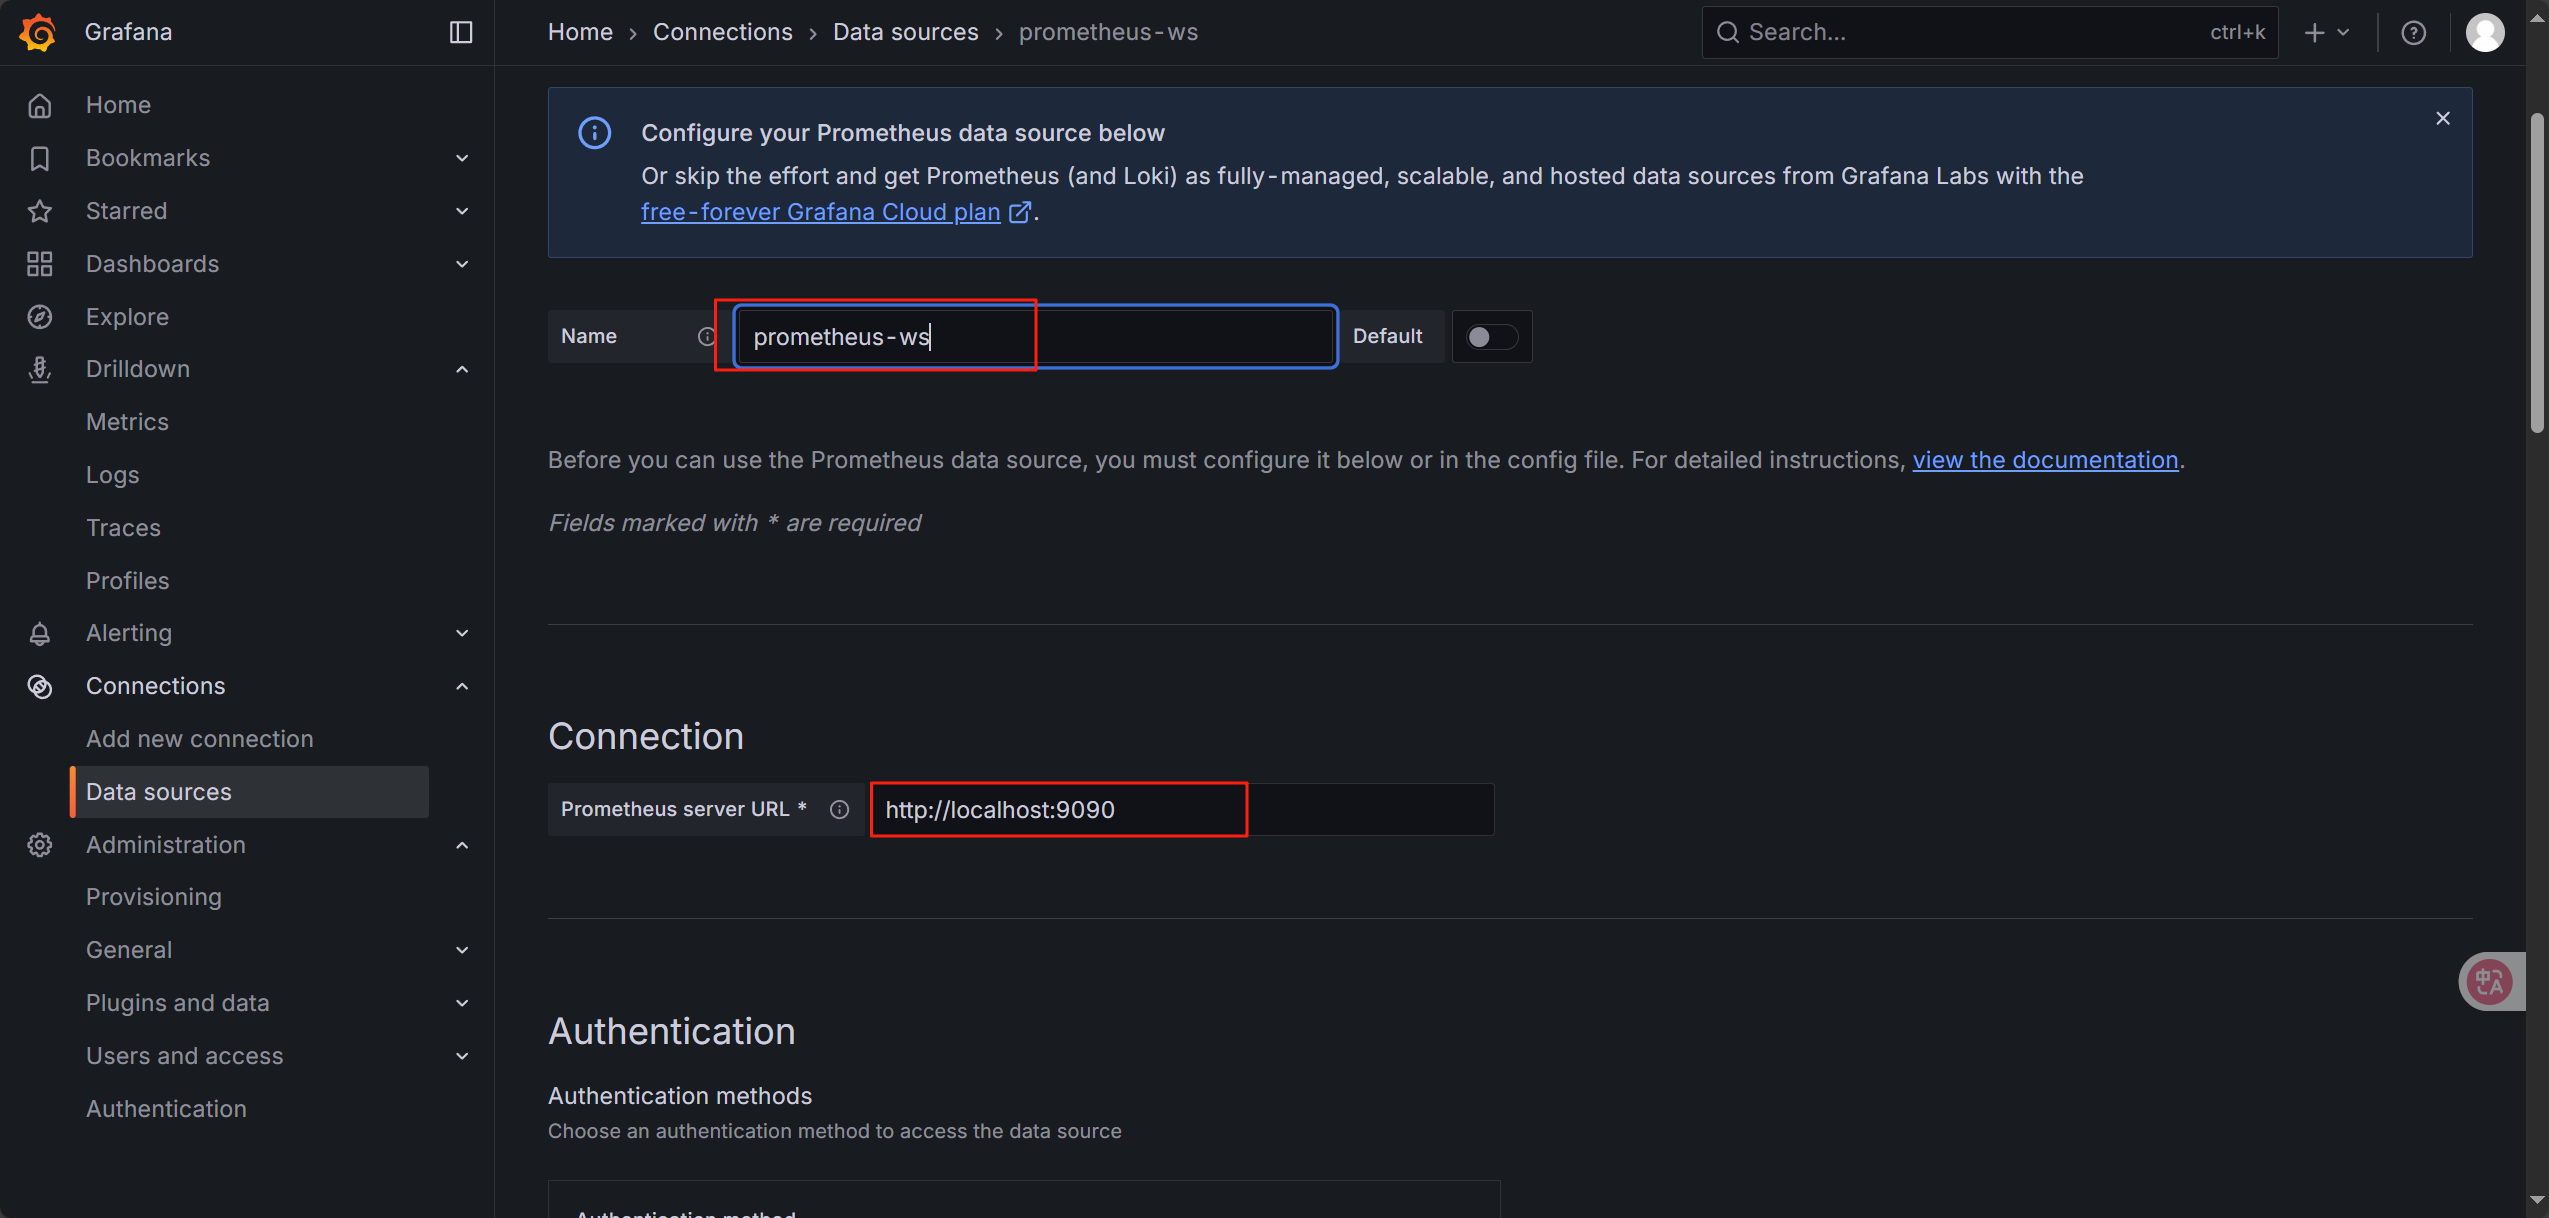 Grafana
Home › Connections › Data sources › prometheus-ws
Search...
ctrl+k
Home
Bookmarks
Starred
Dashboards
Explore
Drilldown
Metrics
Logs
Traces
Profiles
Alerting
Connections
Add new connection
Data sources
Administration
Provisioning
General
Plugins and data
Users and access
Authentication
Configure your Prometheus data source below
Or skip the effort and get Prometheus (and Loki) as fully-managed, scalable, and hosted data sources from Grafana Labs with the
free-forever Grafana Cloud plan.
Name
prometheus-ws
Default
Before you can use the Prometheus data source, you must configure it below or in the config file. For detailed instructions, view the documentation.
Fields marked with * are required
Connection
Prometheus server URL *
http://localhost:9090
Authentication
Authentication methods
Choose an authentication method to access the data source
Authentication method
中A